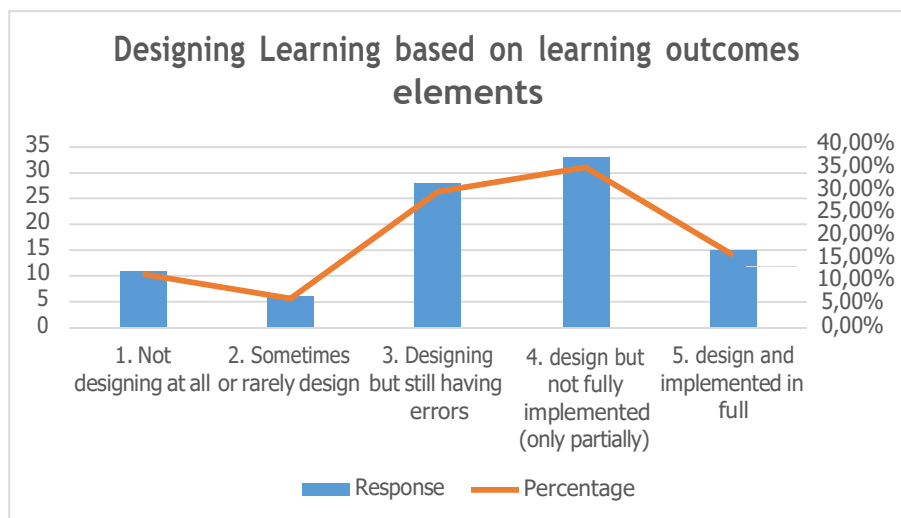 Designing Learning based on learning outcomes
elements
35
30
25
20
15
10
5
0
40,00%
35,00%
30,00%
25,00%
20,00%
15,00%
10,00%
5,00%
0,00%
1. Not
designing at all
2. Sometimes
or rarely design
3. Designing
but still having
errors
4. design but
not fully
implemented
(only partially)
5. design and
implemented in
full
Response
Percentage